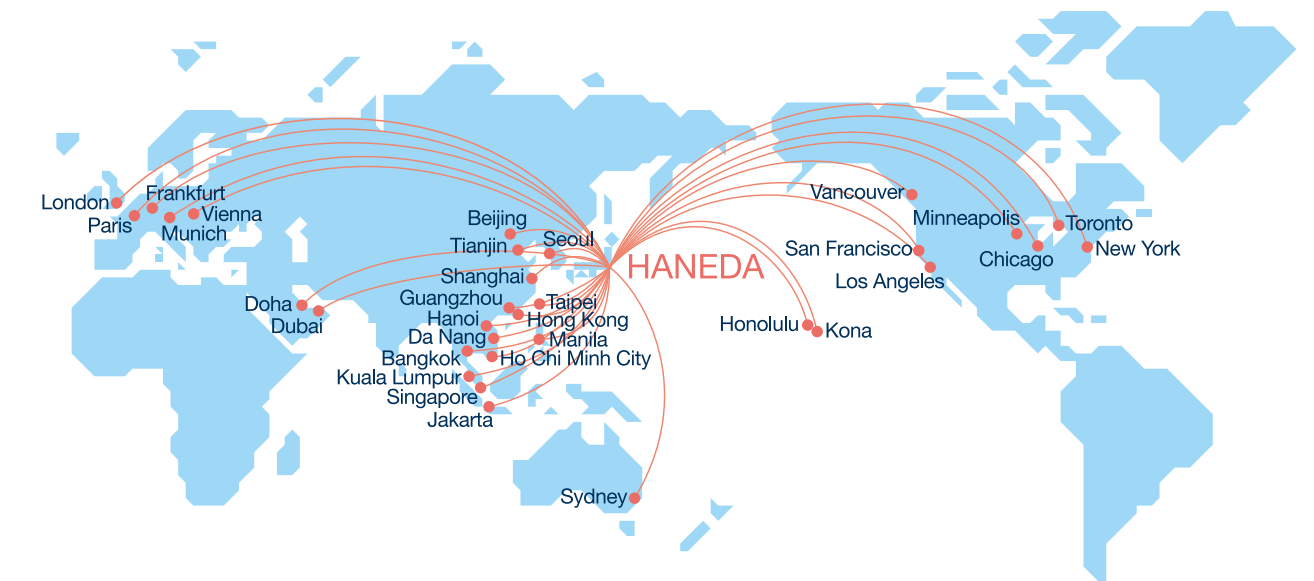 London
Paris
Frankfurt
Munich
Vienna
Doha
Dubai
Beijing
Tianjin
Seoul
Shanghai
Guangzhou
Taipei
Hong Kong
Hanoi
Da Nang
Manila
Bangkok
Ho Chi Minh City
Kuala Lumpur
Singapore
Jakarta
Sydney
HANEDA
Vancouver
Minneapolis
Toronto
New York
Chicago
San Francisco
Los Angeles
Honolulu
Kona